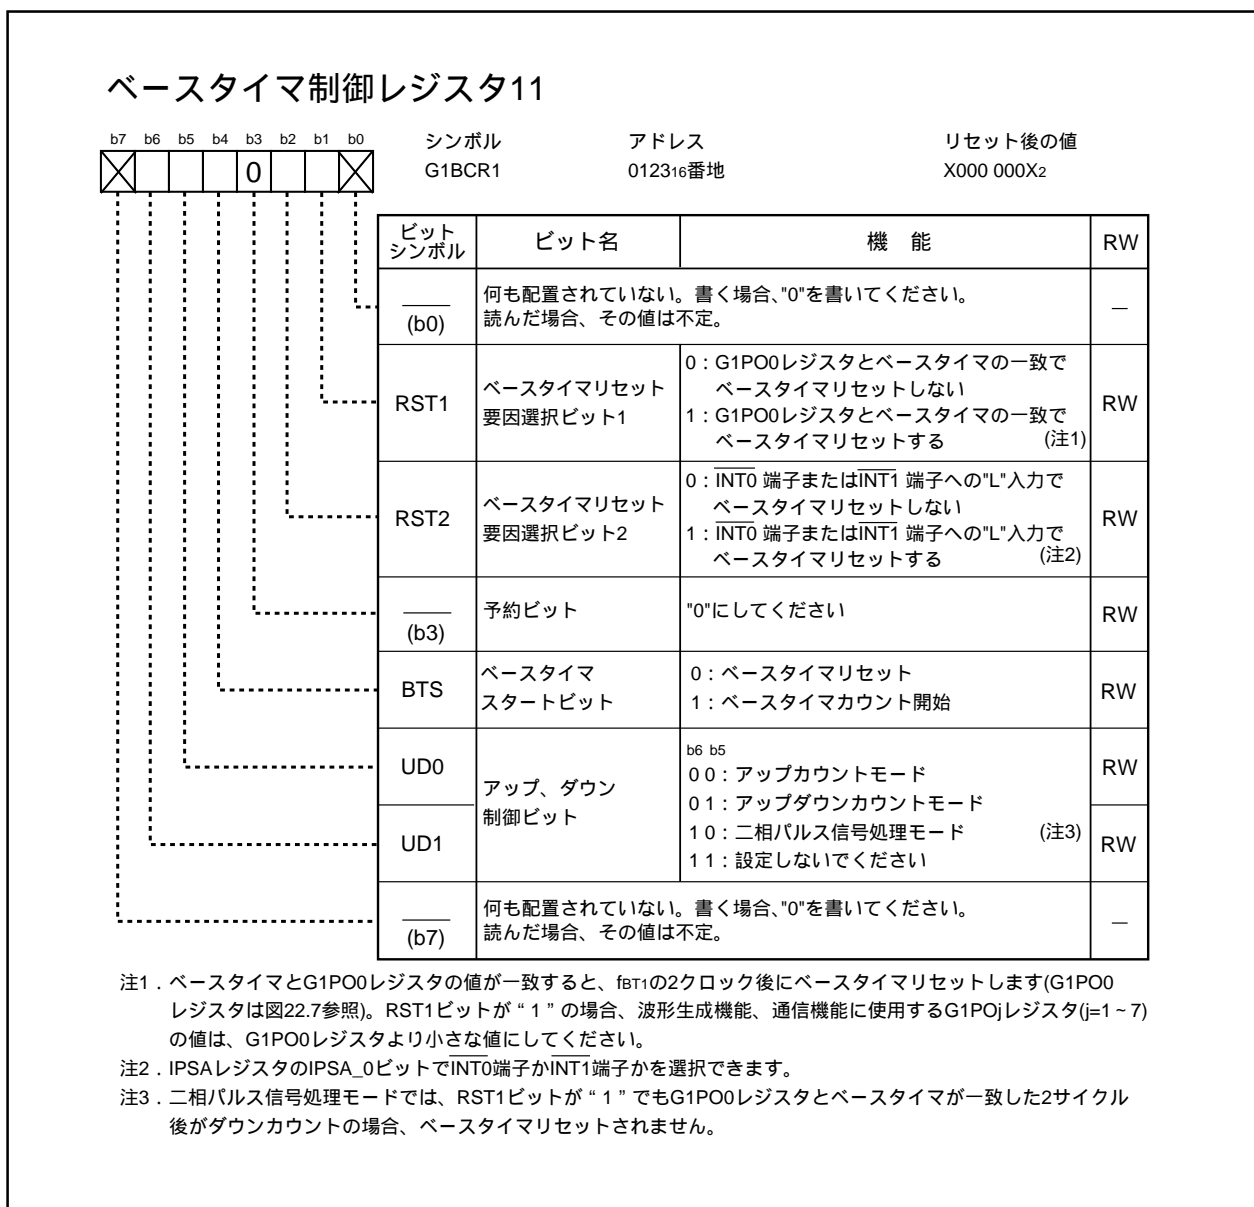 ベースタイマ制御レジスタ11
b7 b6 b5 b4 b3 b2 b1 b0
0
シンボル アドレス リセット後の値
G1BCR1 012316番地 X000 000X2
ビットシンボル ビット名 機 能 RW
(b0) 何も配置されていない。書く場合、"0"を書いてください。
読んだ場合、その値は不定。 —
RST1 ベースタイマリセット
要因選択ビット1
0:G1PO0レジスタとベースタイマの一致で
ベースタイマリセットしない
1:G1PO0レジスタとベースタイマの一致で
ベースタイマリセットする (注1)
RW
RST2 ベースタイマリセット
要因選択ビット2
0:INT0 端子またはINT1 端子への"L"入力で
ベースタイマリセットしない
1:INT0 端子またはINT1 端子への"L"入力で
ベースタイマリセットする (注2)
RW
(b3) 予約ビット "0"にしてください RW
BTS ベースタイマ
スタートビット
0:ベースタイマリセット
1:ベースタイマカウント開始
RW
UD0 RW
UD1 RW
アップ、ダウン
制御ビット
b6 b5
0 0:アップカウントモード
0 1:アップダウンカウントモード
1 0:二相パルス信号処理モード (注3)
1 1:設定しないでください
(b7) 何も配置されていない。書く場合、"0"を書いてください。
読んだ場合、その値は不定。 —
注1.ベースタイマとG1PO0レジスタの値が一致すると、fBT1の2クロック後にベースタイマリセットします(G1PO0
レジスタは図22.7参照)。RST1ビットが“1”の場合、波形生成機能、通信機能に使用するG1POjレジスタ(j=1~7)
の値は、G1PO0レジスタより小さな値にしてください。
注2.IPSAレジスタのIPSA_0ビットでINT0端子かINT1端子かを選択できます。
注3.二相パルス信号処理モードでは、RST1ビットが“1”でもG1PO0レジスタとベースタイマが一致した2サイクル
後がダウンカウントの場合、ベースタイマリセットされません。